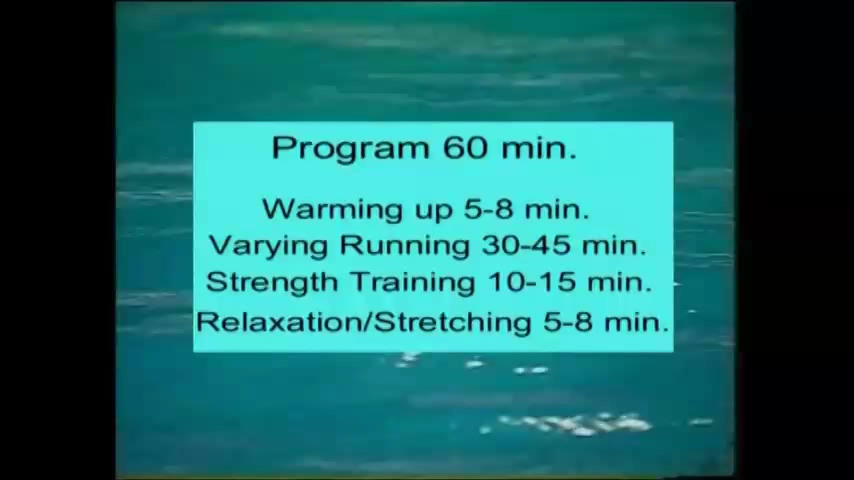 Program 60 min.
Warming up 5-8 min.
Varying Running 30-45 min.
Strength Training 10-15 min.
Relaxation/Stretching 5-8 min.